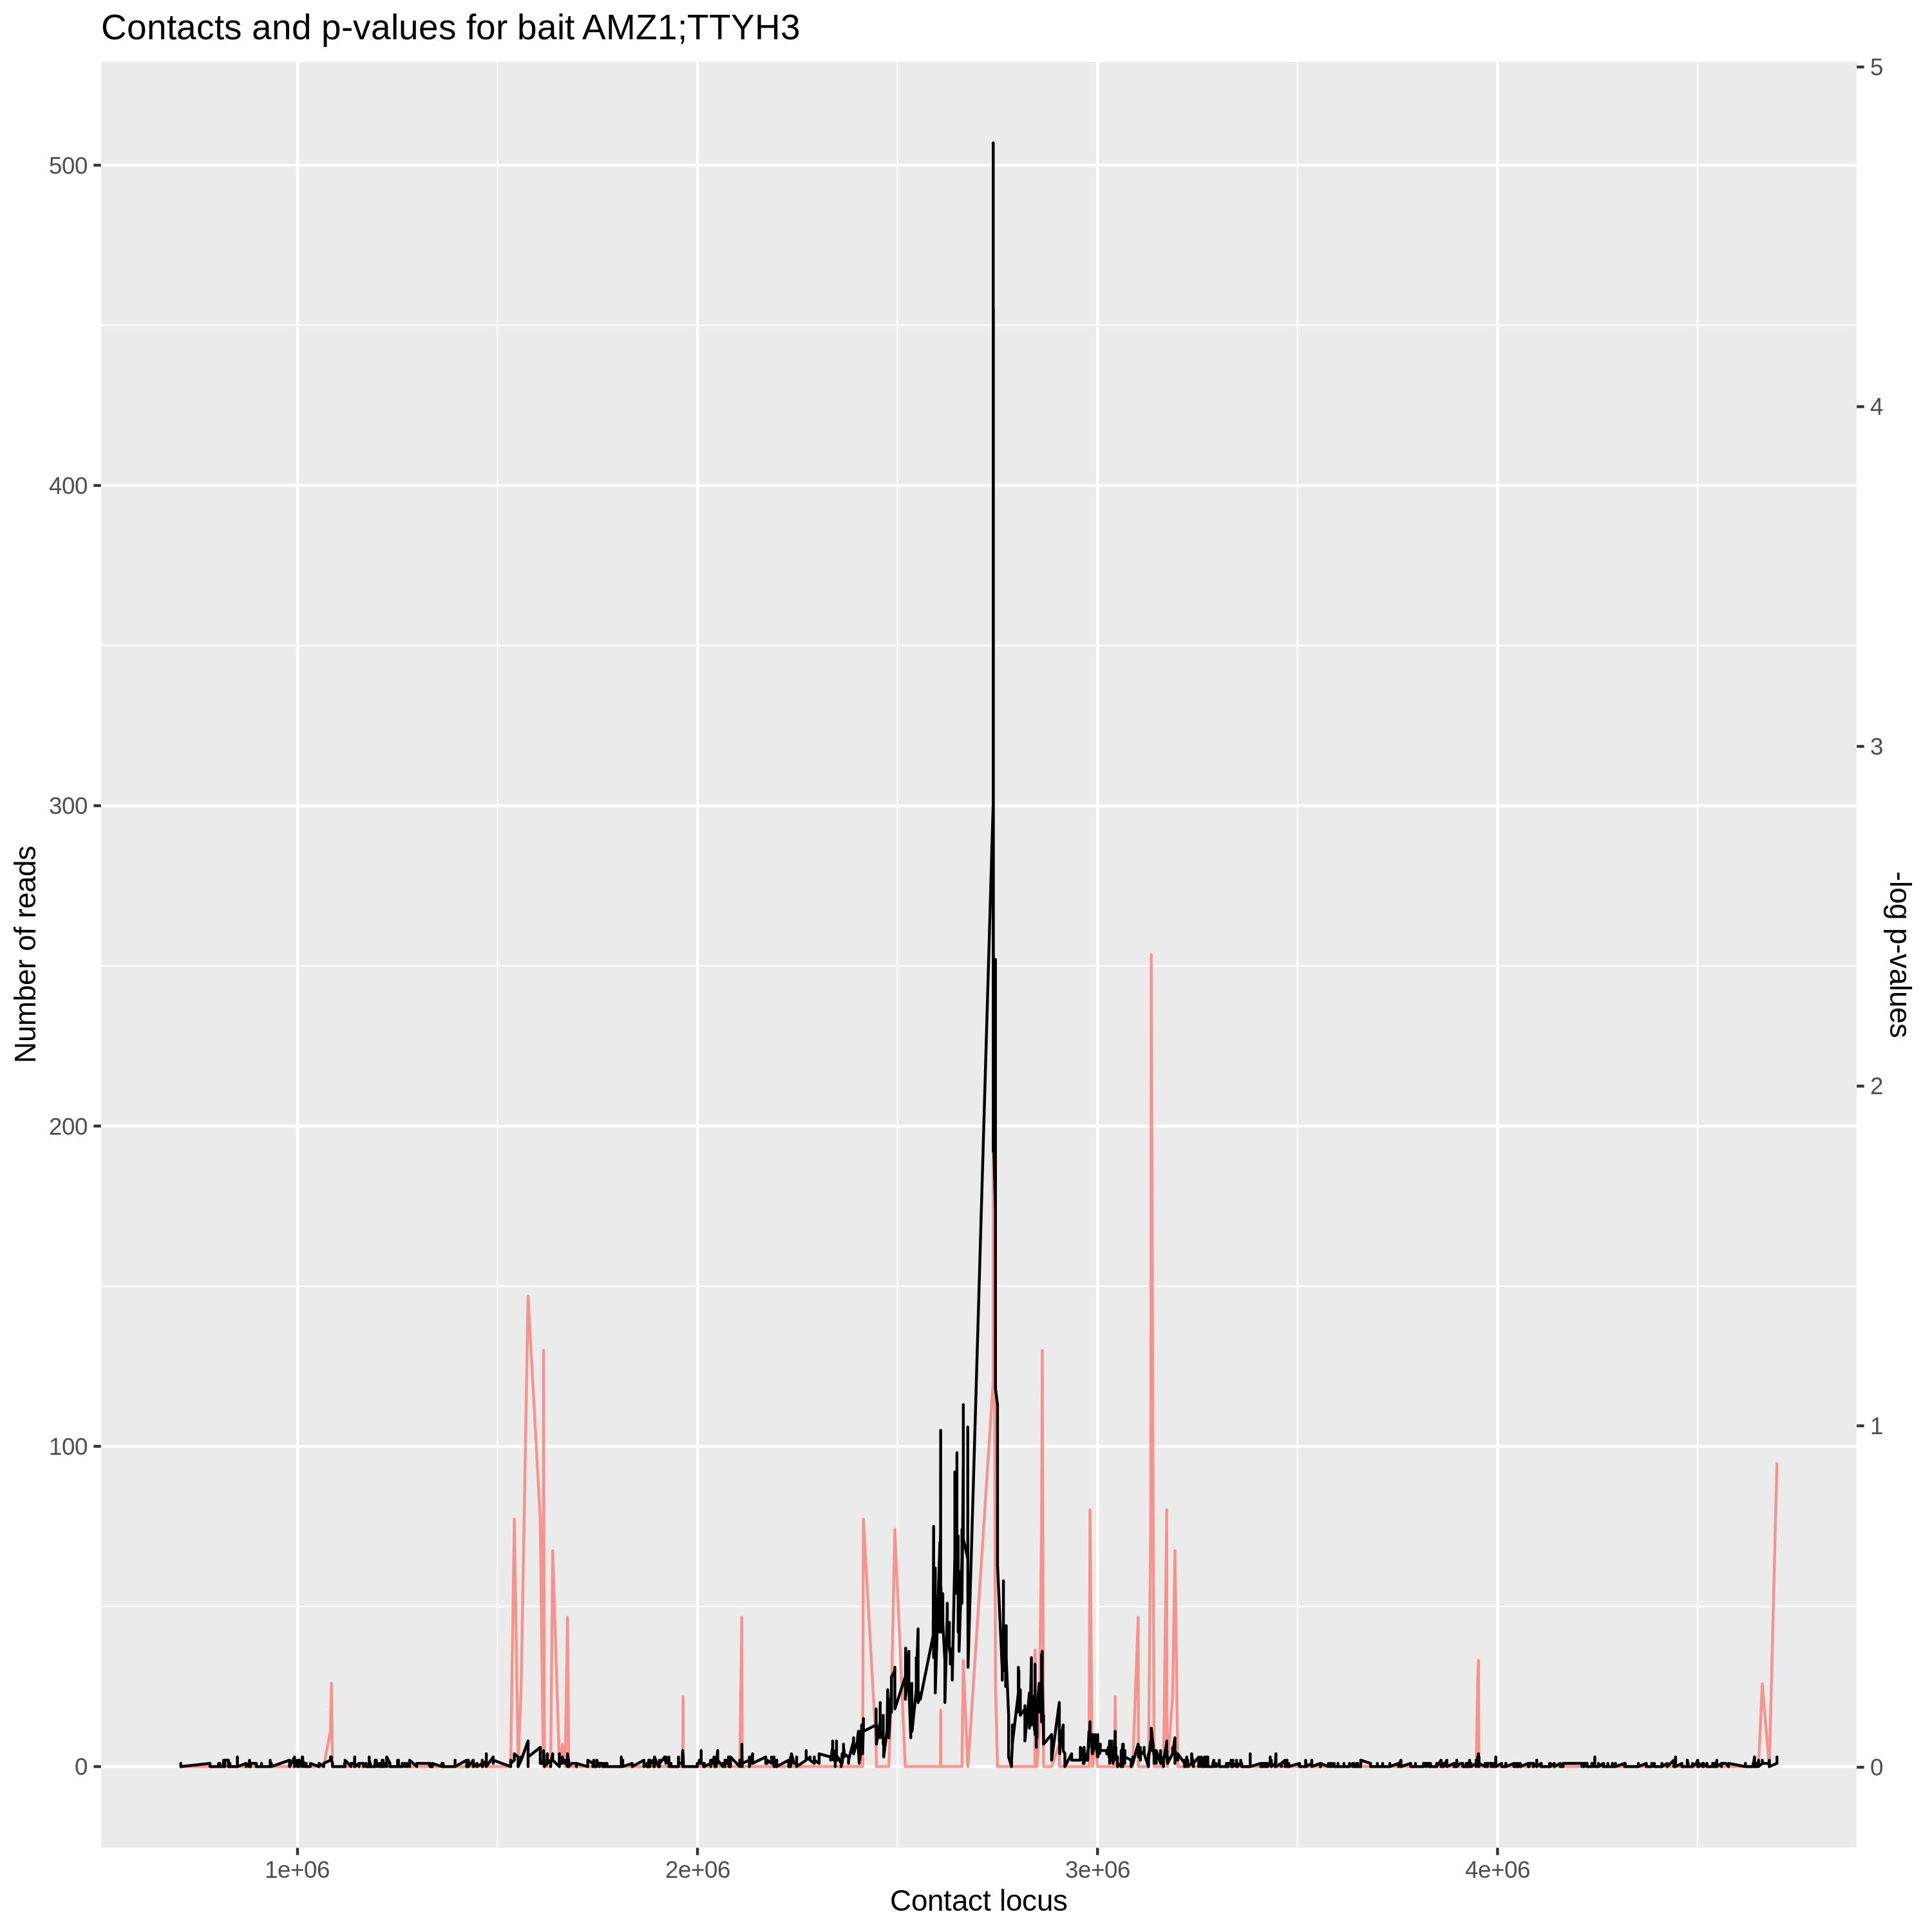 Contacts and p-values for bait AMZ1;TTYH3
500
400
300
200
100
0
Number of reads
5
4
3
2
1
0
-log p-values
1e+06
2e+06
3e+06
4e+06
Contact locus